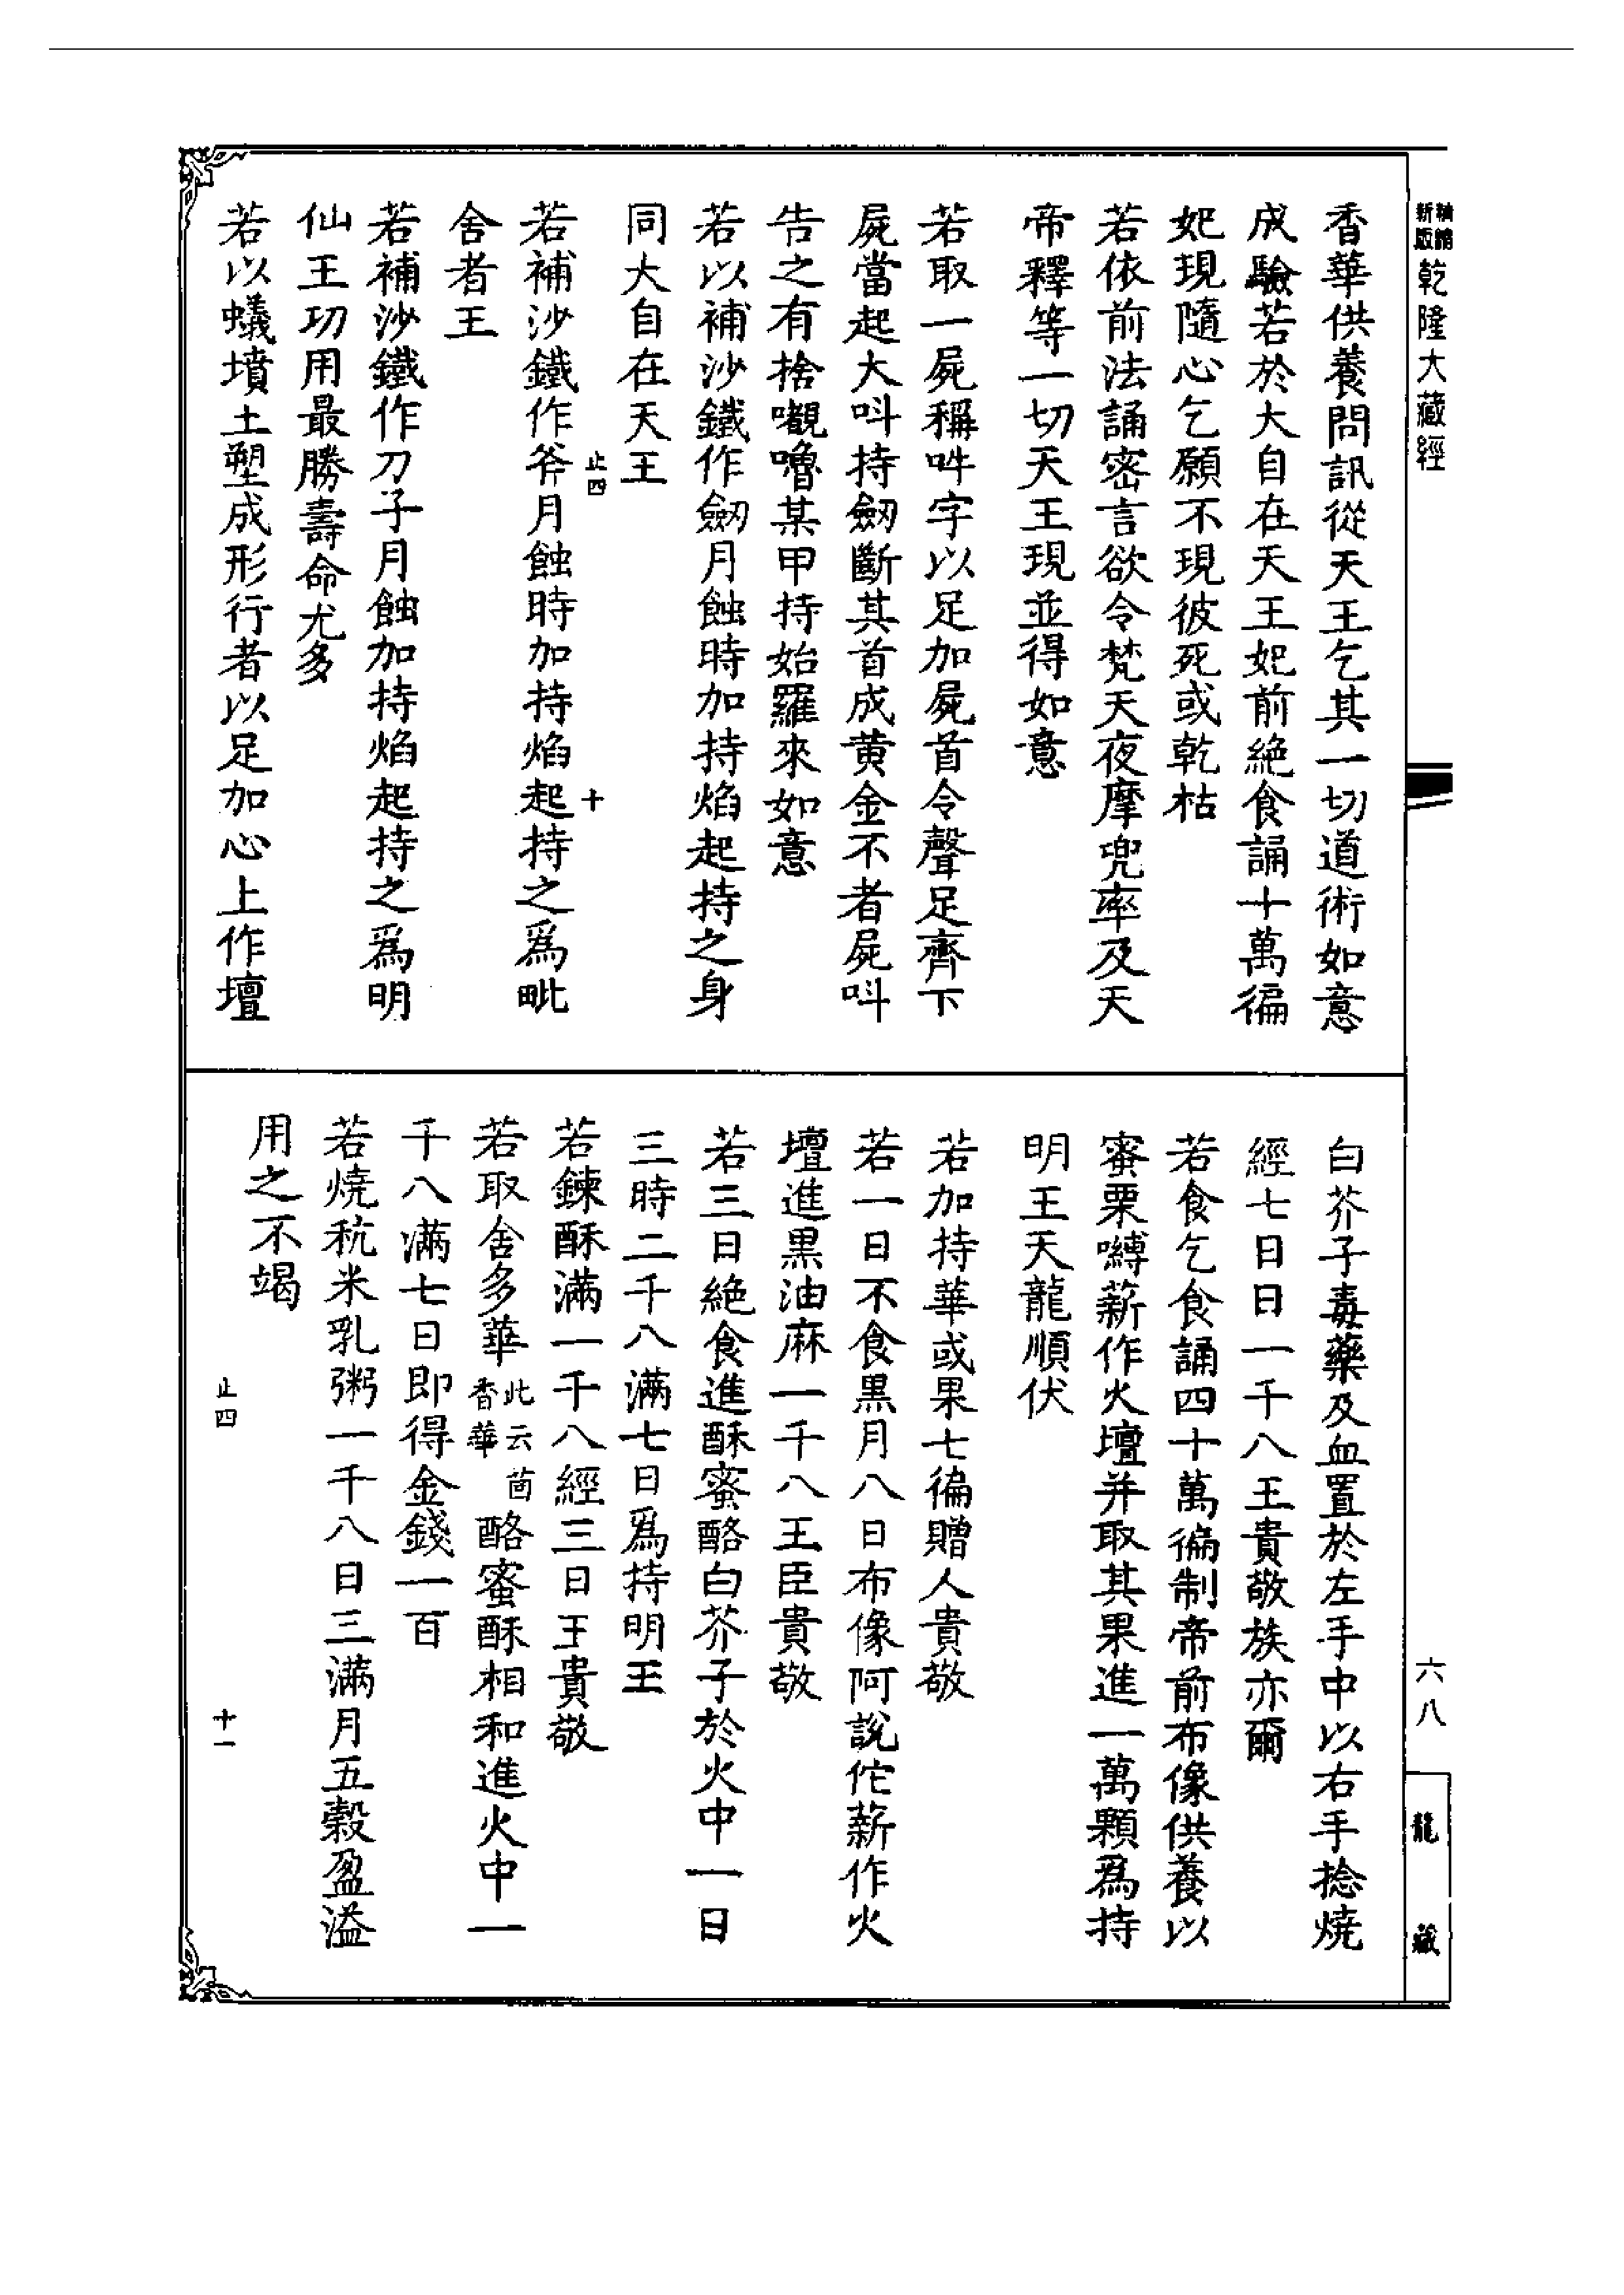 精繕新版乾隆大藏經
香華供養問訊從天王乞其一切道術如意
成驗若於大自在天王妃前絶食誦十萬徧
妃現隨心乞願不現彼死或乾枯
若依前法誦密言欲令梵天夜摩兜率及天
帝釋等一切天王現並得如意
若取一屍稱吽字以足加屍首令聲足齊下
屍當起大呌持劒斷其首成黄金不者屍呌
告之有捨嚫嚕某甲持始羅來如意
若以補沙鐵作劒月蝕時加持焰起持之身
同大自在天王
止四 十
若補沙鐵作斧月蝕時加持焰起持之爲毗
舍者王
若補沙鐵作刀子月蝕加持焰起持之爲明
仙王功用最勝壽命尤多
若以蟻墳土塑成形行者以足加心上作壇
白芥子毒藥及血置於左手中以右手捻燒
經七日日一千八王貴敬族亦爾
若食乞食誦四十萬徧制帝前布像供養以
蜜栗嚩薪作火壇并取其果進一萬顆爲持
明王天龍順伏
若加持華或果七徧贈人貴敬
若一日不食黒月八日布像阿説佗薪作火
壇進黒油麻一千八王臣貴敬
若三日絶食進酥蜜酪白芥子於火中一日
三時二千八滿七日爲持明王
若鍊酥滿一千八經三日王貴敬
若取舍多華此云茴香華酪蜜酥相和進火中一
千八滿七日即得金錢一百
若燒秔米乳粥一千八日三滿月五穀盈溢
用之不竭
止四 十一
六八
龍藏